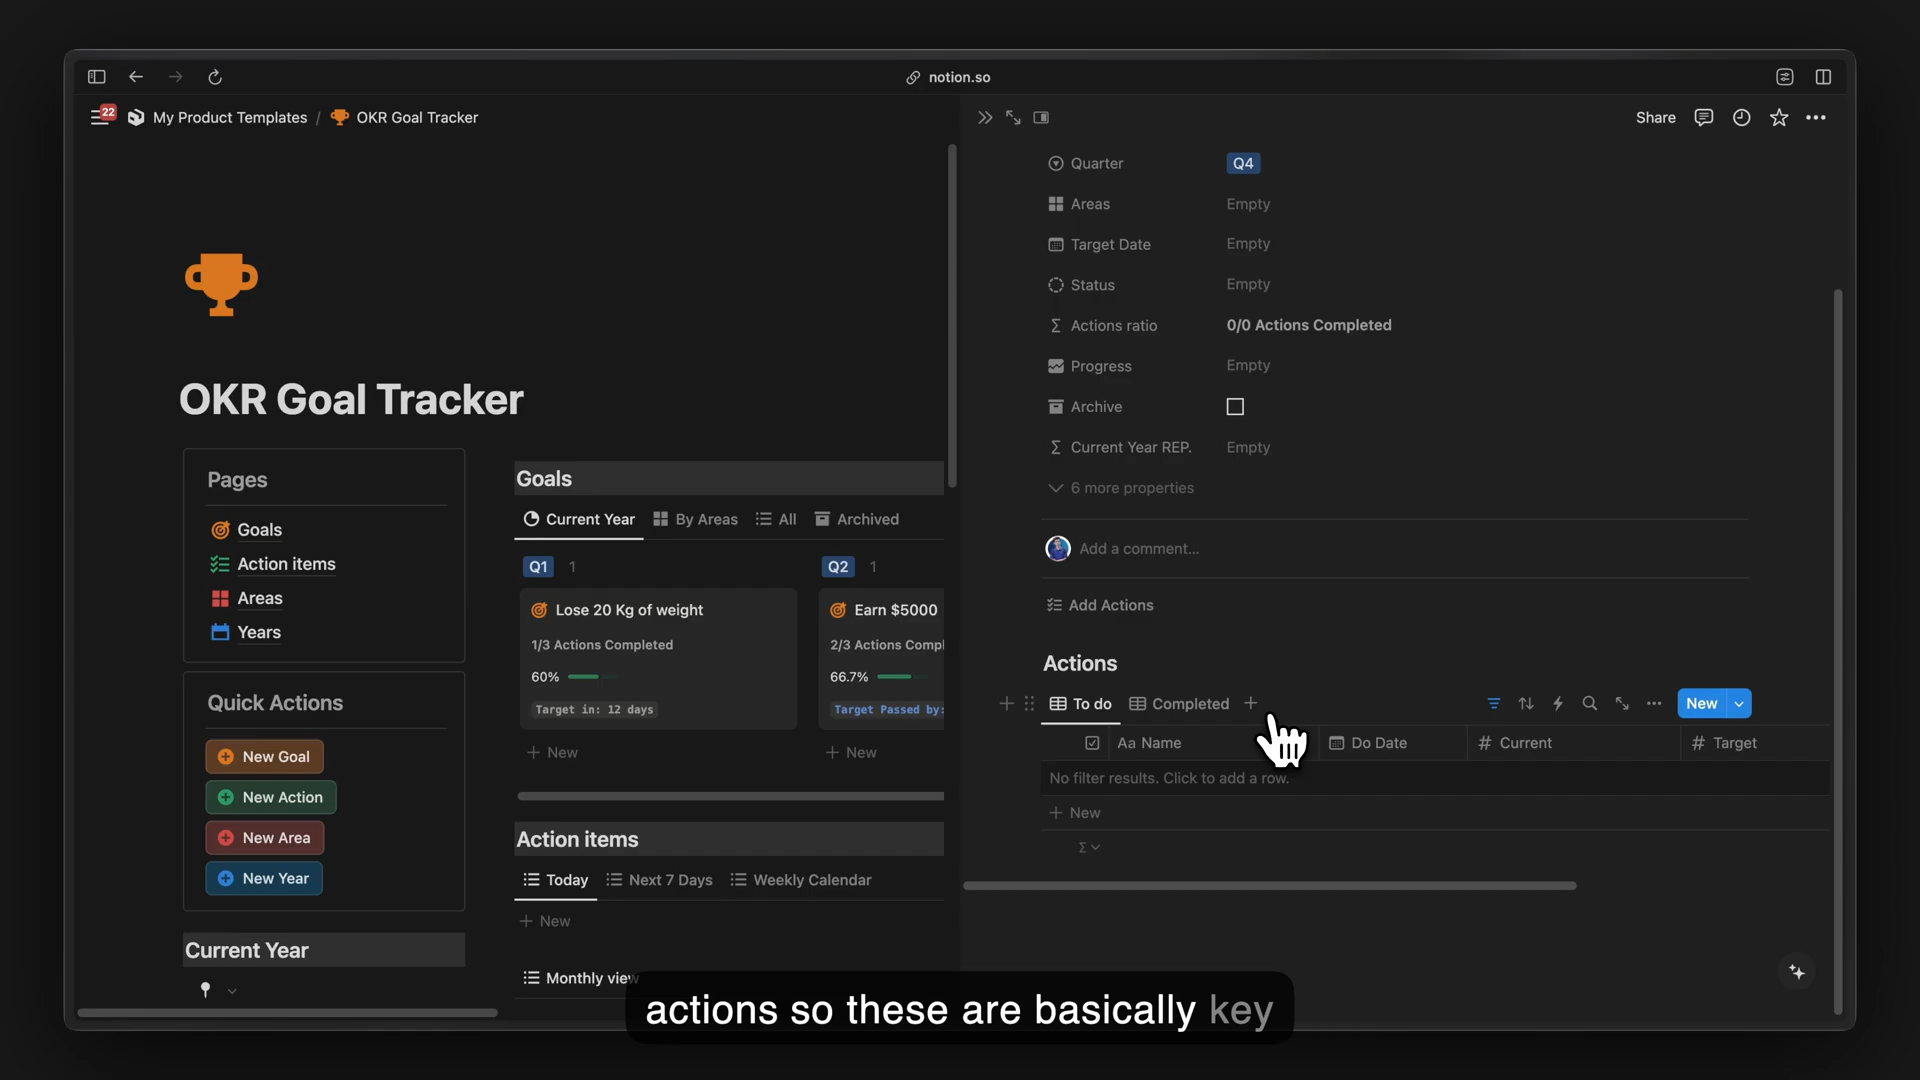 notion.so
22
My Product Templates / OKR Goal Tracker
Share
OKR Goal Tracker
Pages
Goals
Action items
Areas
Years
Quick Actions
New Goal
New Action
New Area
New Year
Current Year
Goals
Current Year By Areas All Archived
Q1 1
Lose 20 Kg of weight
1/3 Actions Completed
60%
Target in: 12 days
+ New
Q2 1
Earn $5000
2/3 Actions Compl
66.7%
Target Passed by:
+ New
Action items
Today Next 7 Days Weekly Calendar
+ New
Monthly view
Quarter Q4
Areas Empty
Target Date Empty
Status Empty
Actions ratio 0/0 Actions Completed
Progress Empty
Archive
Current Year REP. Empty
6 more properties
Add a comment...
Add Actions
Actions
To do Completed +
New
Aa Name Do Date # Current # Target
No filter results. Click to add a row.
+ New
Σ
actions so these are basically key